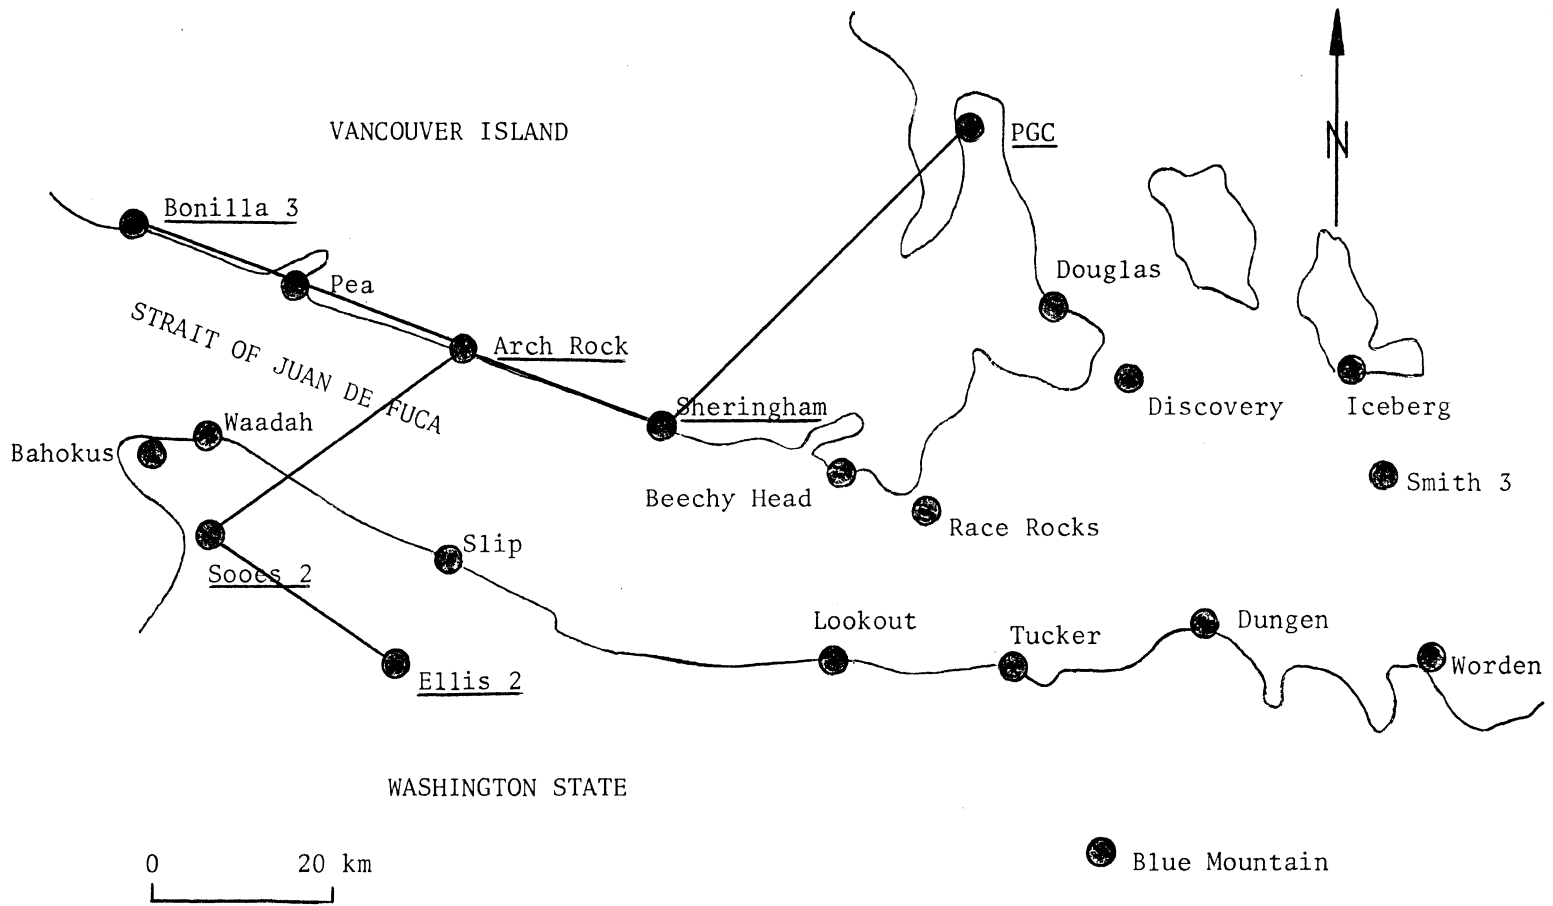 VANCOUVER ISLAND
PGC
N
Bonilla 3
Pea
Douglas
STRAIT OF JUAN DE FUCA
Arch Rock
Sheringham
Discovery
Iceberg
Waadah
Bahokus
Smith 3
Beechy Head
Race Rocks
Slip
Sooes 2
Lookout
Tucker
Dungen
Worden
Ellis 2
WASHINGTON STATE
0 20 km
Blue Mountain